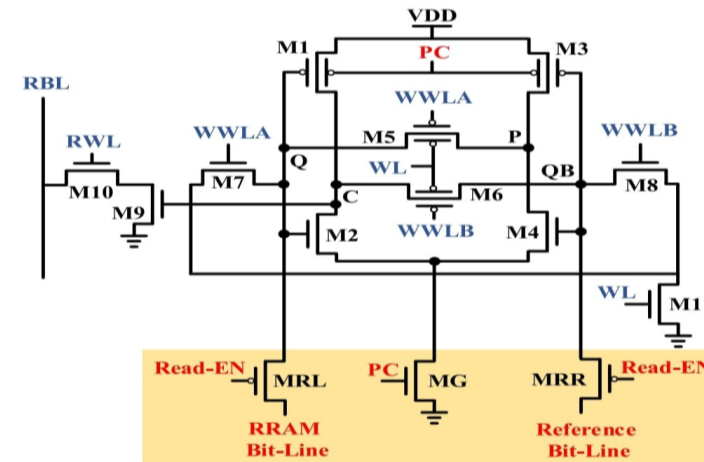 VDD
M1
PC
M3
RBL
WWLA
RWL
WWLA
M5
P
WWLB
Q
WL
QB
M10
M7
M6
M8
M9
C
M2
WWLB
M4
WL
M1
Read-EN
MRL
PC
MG
MRR
Read-EN
RRAM
Bit-Line
Reference
Bit-Line